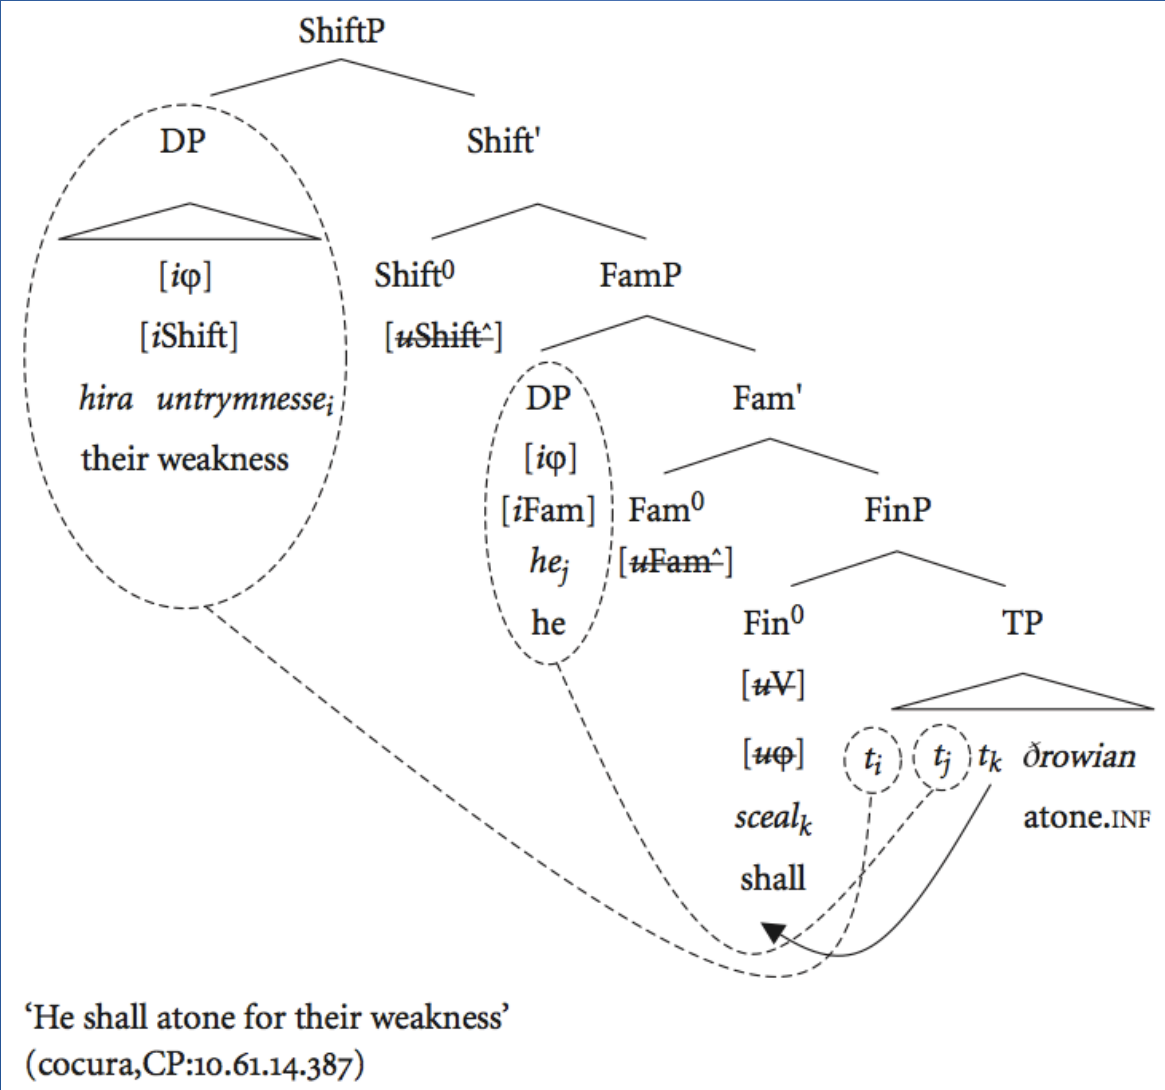 ShiftP
DP Shift'
[iφ] Shift⁰ FamP
[iShift] [uShift^]
hira untrymnesseᵢ DP Fam'
their weakness [iφ]
[iFam] Fam⁰ FinP
heⱼ [uFam^]
he Fin⁰ TP
[uV]
[uφ] tᵢ tⱼ tₖ ðrowian
scealₖ atone.INF
shall
‘He shall atone for their weakness’
(cocura,CP:10.61.14.387)